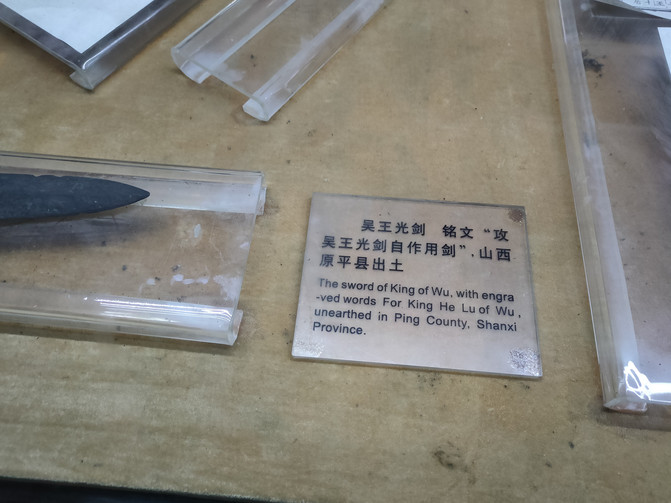 吴王光剑 铭文“攻
吴王光剑自作用剑”.山西
原平县出土
The sword of King of Wu, with engra
-ved words For King He Lu of Wu,
unearthed in Ping County, Shanxi
Province.